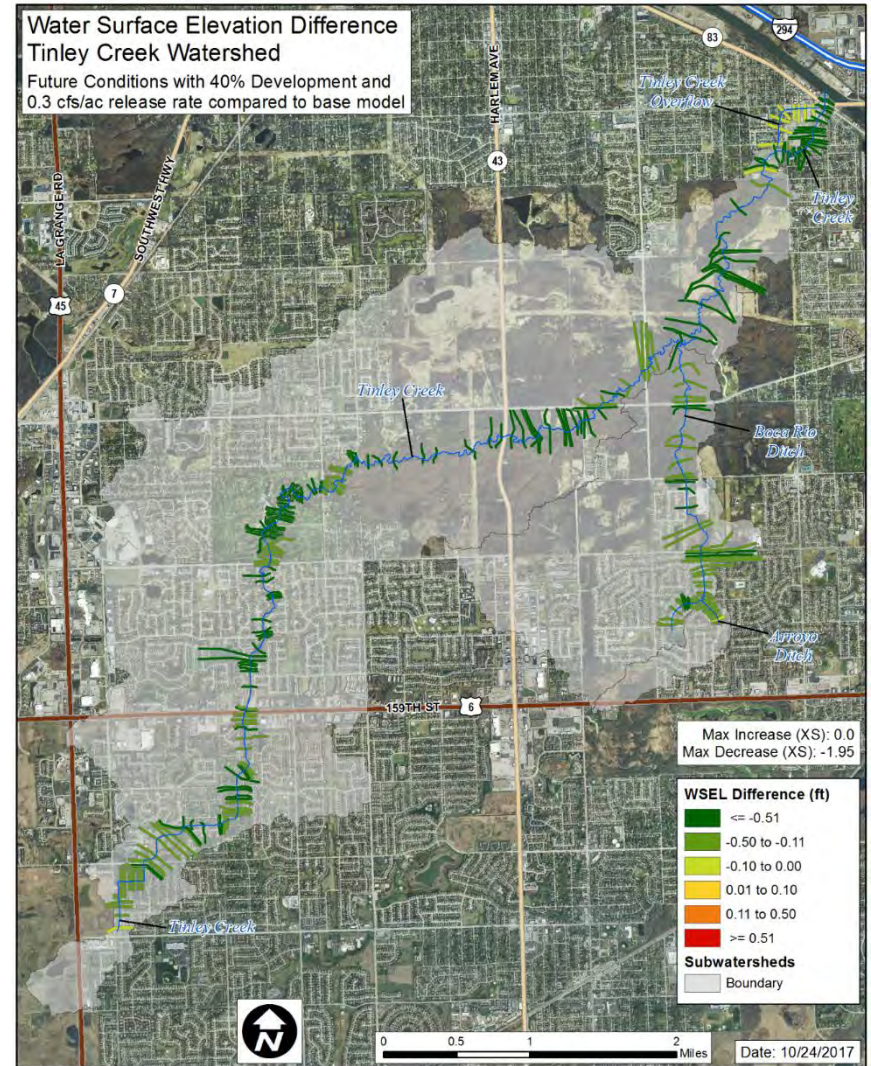 Water Surface Elevation Difference
Tinley Creek Watershed
Future Conditions with 40% Development and
0.3 cfs/ac release rate compared to base model
HARLEM AVE
83
294
Tinley Creek
Overflow
43
SOUTHWEST HWY
LA GRANGE RD
Tinley
Creek
7
45
Tinley Creek
Boca Rio
Ditch
Arroyo
Ditch
159TH ST
6
Max Increase (XS): 0.0
Max Decrease (XS): -1.95
WSEL Difference (ft)
<= -0.51
-0.50 to -0.11
-0.10 to 0.00
0.01 to 0.10
0.11 to 0.50
>= 0.51
Subwatersheds
Boundary
Tinley Creek
N
0 0.5 1 2
Miles
Date: 10/24/2017